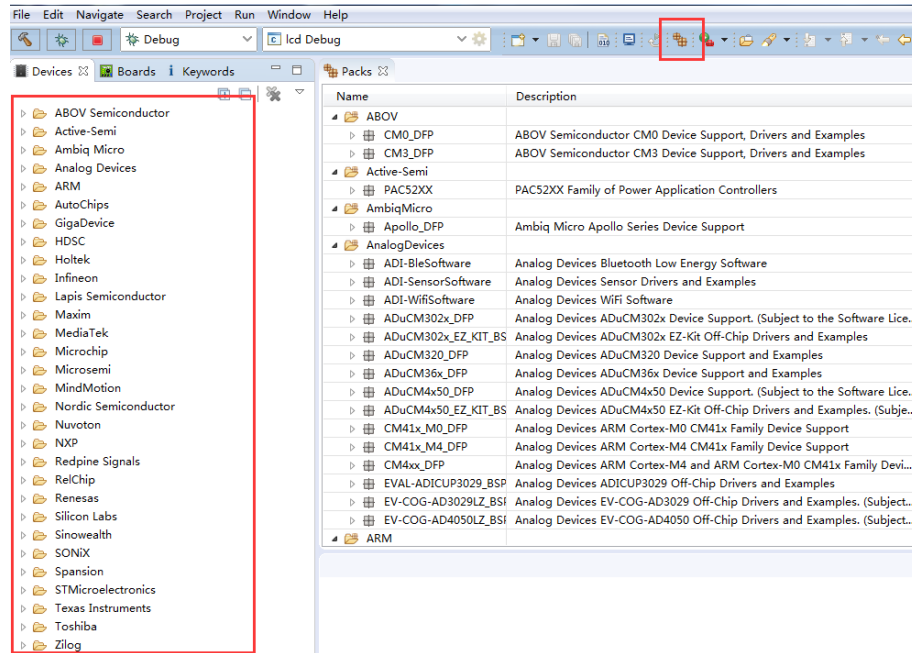 File Edit Navigate Search Project Run Window Help
Debug lcd Debug
Devices Boards Keywords
Packs
ABOV Semiconductor
Active-Semi
Ambiq Micro
Analog Devices
ARM
AutoChips
GigaDevice
HDSC
Holtek
Infineon
Lapis Semiconductor
Maxim
MediaTek
Microchip
Microsemi
MindMotion
Nordic Semiconductor
Nuvoton
NXP
Redpine Signals
RelChip
Renesas
Silicon Labs
Sinowealth
SONiX
Spansion
STMicroelectronics
Texas Instruments
Toshiba
Zilog
Name Description
ABOV
CM0_DFP ABOV Semiconductor CM0 Device Support, Drivers and Examples
CM3_DFP ABOV Semiconductor CM3 Device Support, Drivers and Examples
Active-Semi
PAC52XX PAC52XX Family of Power Application Controllers
AmbiqMicro
Apollo_DFP Ambiq Micro Apollo Series Device Support
AnalogDevices
ADI-BleSoftware Analog Devices Bluetooth Low Energy Software
ADI-SensorSoftware Analog Devices Sensor Drivers and Examples
ADI-WifiSoftware Analog Devices WiFi Software
ADuCM302x_DFP Analog Devices ADuCM302x Device Support. (Subject to the Software Lice...
ADuCM302x_EZ_KIT_BS Analog Devices ADuCM302x EZ-Kit Off-Chip Drivers and Examples
ADuCM320_DFP Analog Devices ADuCM320 Device Support and Examples
ADuCM36x_DFP Analog Devices ADuCM36x Device Support and Examples
ADuCM4x50_DFP Analog Devices ADuCM4x50 Device Support. (Subject to the Software Lice...
ADuCM4x50_EZ_KIT_BS Analog Devices ADuCM4x50 EZ-Kit Off-Chip Drivers and Examples. (Subje...
CM41x_M0_DFP Analog Devices ARM Cortex-M0 CM41x Family Device Support
CM41x_M4_DFP Analog Devices ARM Cortex-M4 CM41x Family Device Support
CM4xx_DFP Analog Devices ARM Cortex-M4 and ARM Cortex-M0 CM41x Family Devi...
EVAL-ADICUP3029_BSP Analog Devices ADICUP3029 Off-Chip Drivers and Examples
EV-COG-AD3029LZ_BSP Analog Devices EV-COG-AD3029 Off-Chip Drivers and Examples. (Subject...
EV-COG-AD4050LZ_BSP Analog Devices EV-COG-AD4050 Off-Chip Drivers and Examples. (Subject...
ARM